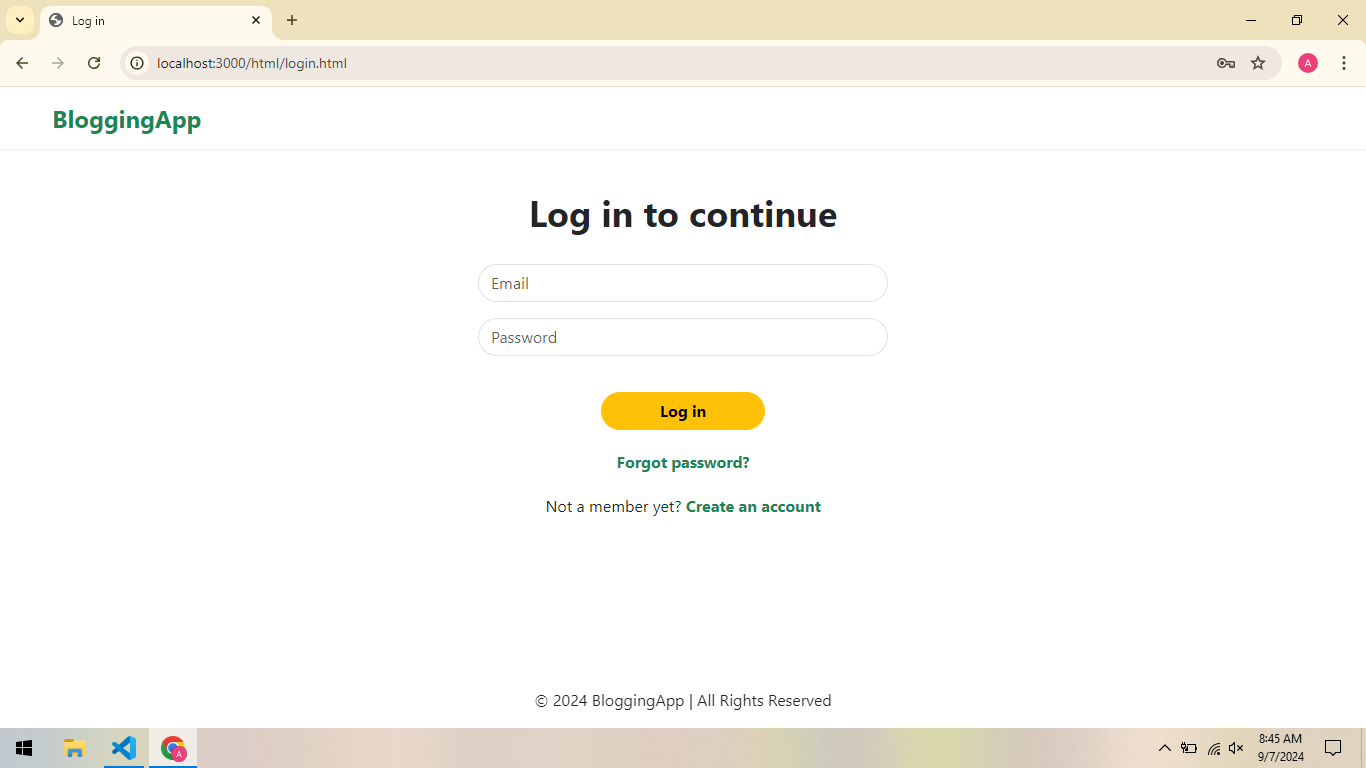 Log in
localhost:3000/html/login.html
A
BloggingApp
Log in to continue
Email
Password
Log in
Forgot password?
Not a member yet? Create an account
© 2024 BloggingApp | All Rights Reserved
A
8:45 AM
9/7/2024